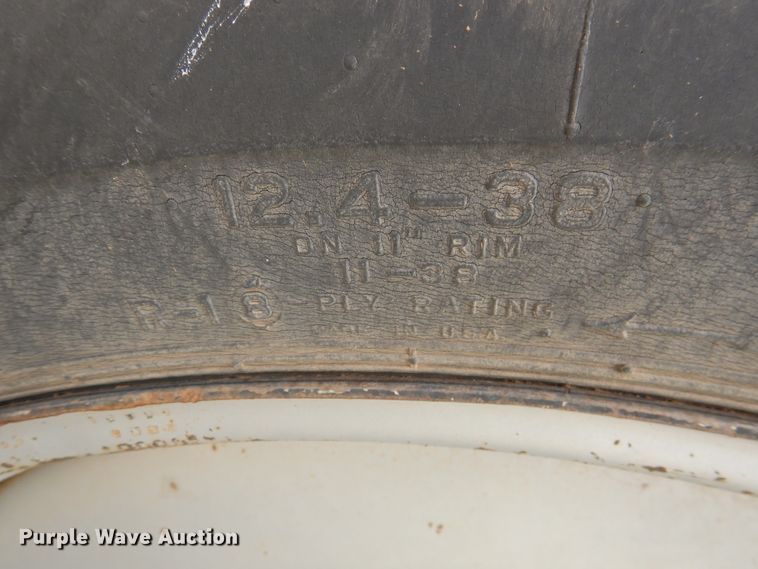 12.4-38
ON 11" RIM
11-38
R-1 8-PLY RATING
MADE IN U.S.A.
Purple Wave Auction